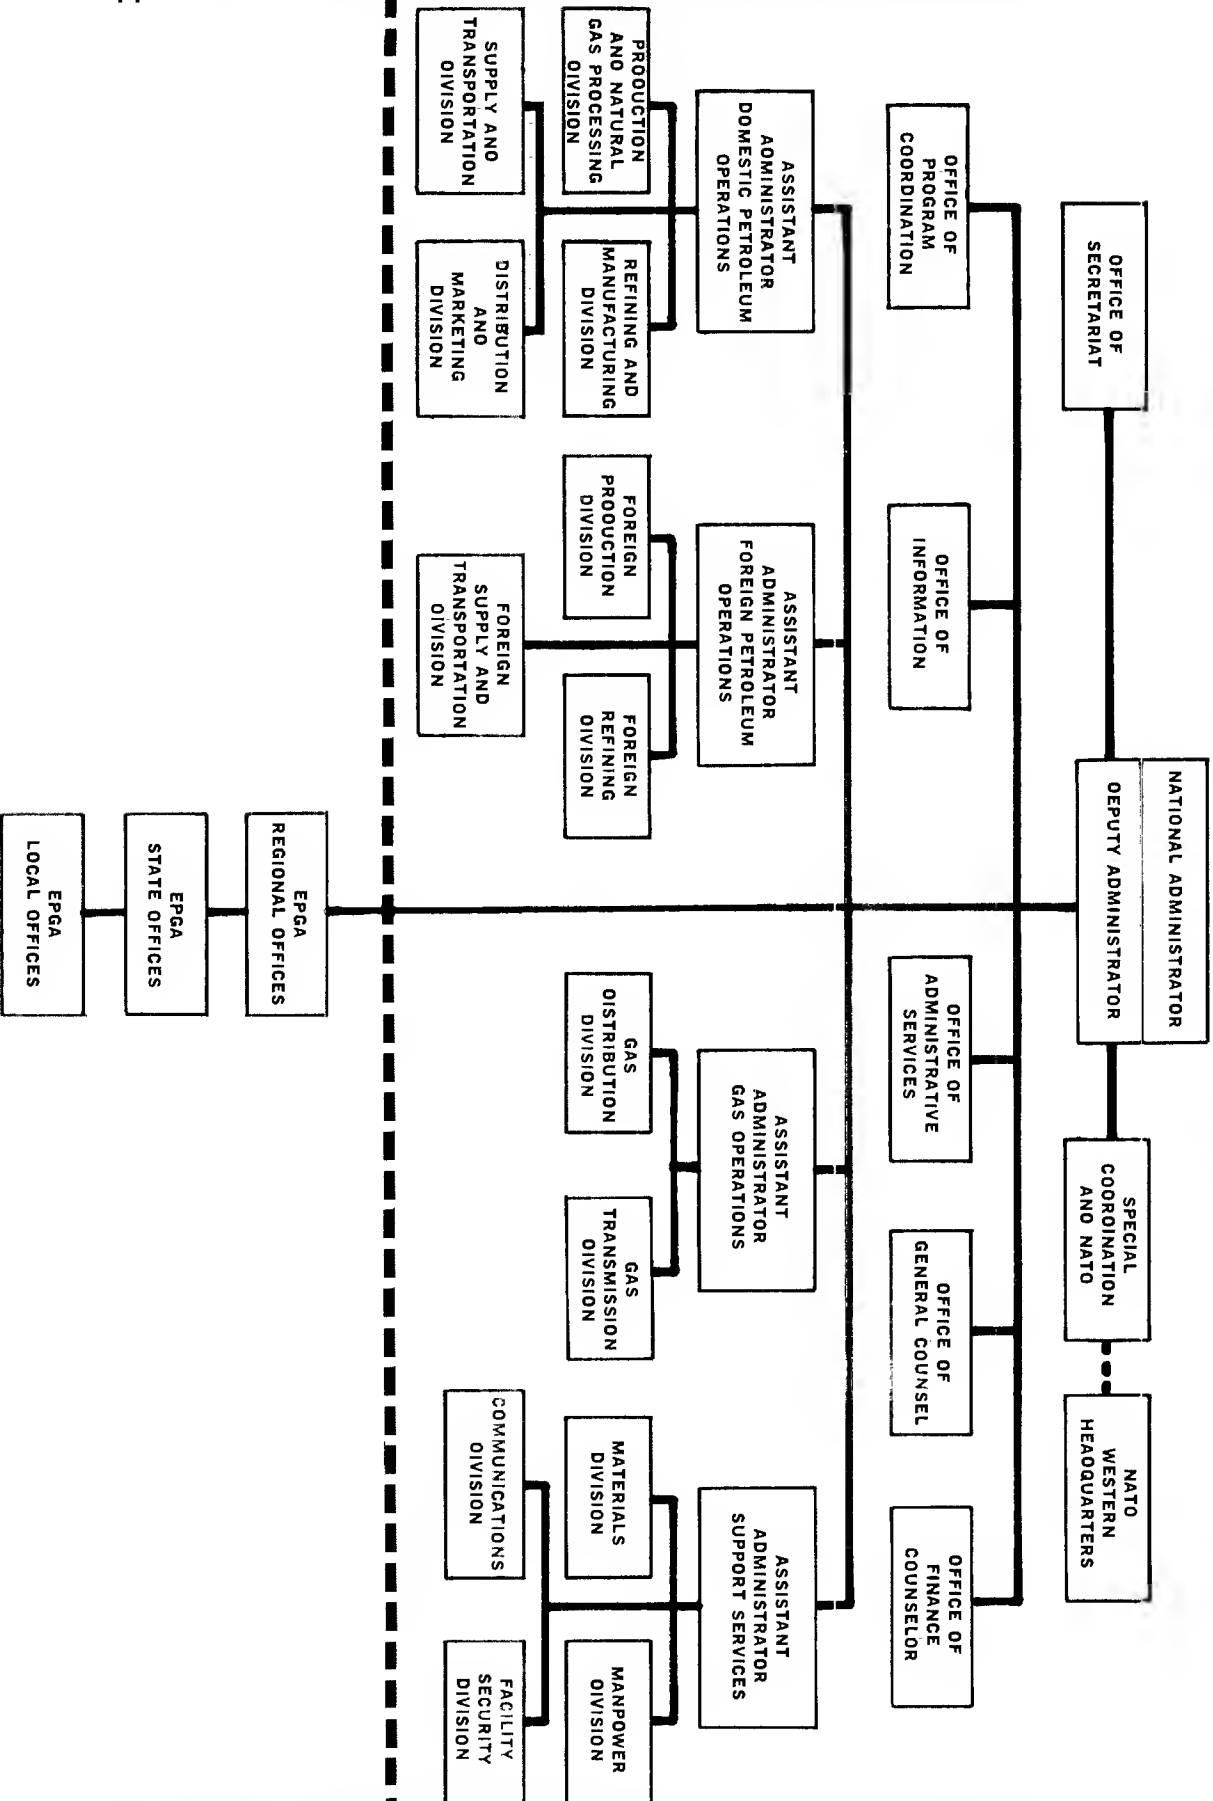 NATIONAL ADMINISTRATOR
DEPUTY ADMINISTRATOR
OFFICE OF
SECRETARIAT
SPECIAL
COORDINATION
AND NATO
NATO
WESTERN
HEADQUARTERS
OFFICE OF
PROGRAM
COORDINATION
OFFICE OF
INFORMATION
OFFICE OF
ADMINISTRATIVE
SERVICES
OFFICE OF
GENERAL COUNSEL
OFFICE OF
FINANCE
COUNSELOR
ASSISTANT
ADMINISTRATOR
DOMESTIC PETROLEUM
OPERATIONS
ASSISTANT
ADMINISTRATOR
FOREIGN PETROLEUM
OPERATIONS
ASSISTANT
ADMINISTRATOR
GAS OPERATIONS
ASSISTANT
ADMINISTRATOR
SUPPORT SERVICES
PRODUCTION
AND NATURAL
GAS PROCESSING
DIVISION
REFINING AND
MANUFACTURING
DIVISION
FOREIGN
PRODUCTION
DIVISION
FOREIGN
REFINING
DIVISION
GAS
DISTRIBUTION
DIVISION
GAS
TRANSMISSION
DIVISION
MATERIALS
DIVISION
MANPOWER
DIVISION
SUPPLY AND
TRANSPORTATION
DIVISION
DISTRIBUTION
AND
MARKETING
DIVISION
FOREIGN
SUPPLY AND
TRANSPORTATION
DIVISION
COMMUNICATIONS
DIVISION
FACILITY
SECURITY
DIVISION
EPGA
REGIONAL OFFICES
EPGA
STATE OFFICES
EPGA
LOCAL OFFICES